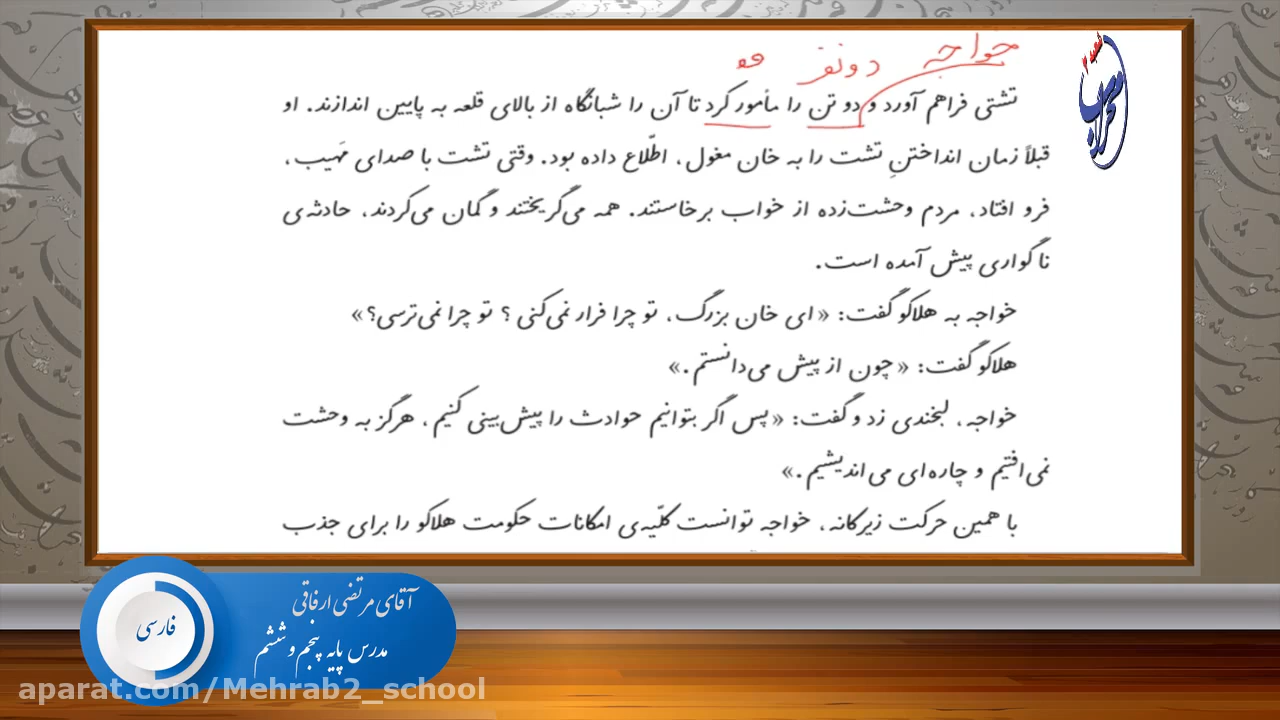 خواجه دو نفر
تشتی فراهم آورد و دو تن را مأمور کرد تا آن را شبانگاه از بالای قلعه به پایین اندازند. او
قبلاً زمان انداختنِ تشت را به خان مغول، اطّلاع داده بود. وقتی تشت با صدای مَهیب،
فرو افتاد، مردم وحشت‌زده از خواب برخاستند. همه می‌گریختند و گمان می‌کردند، حادثه‌ی
ناگواری پیش آمده است.
خواجه به هلاکو گفت: «ای خان بزرگ، تو چرا فرار نمی‌کنی؟ تو چرا نمی‌ترسی؟»
هلاکو گفت: «چون از پیش می‌دانستم.»
خواجه، لبخندی زد و گفت: «پس اگر بتوانیم حوادث را پیش‌بینی کنیم، هرگز به وحشت
نمی‌افتیم و چاره‌ای می‌اندیشیم.»
با همین حرکت زیرکانه، خواجه توانست کلّیه‌ی امکانات حکومت هلاکو را برای جذب
آقای مرتضی ارفاقی
فارسی
مدرس پایه پنجم و ششم
aparat.com/Mehrab2_school